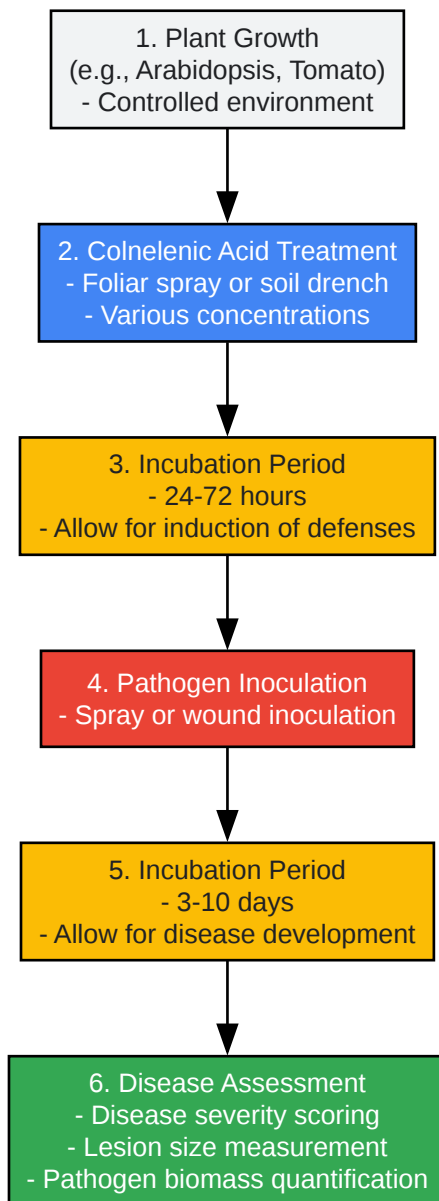 1. Plant Growth
(e.g., Arabidopsis, Tomato)
- Controlled environment
2. Colnelenic Acid Treatment
- Foliar spray or soil drench
- Various concentrations
3. Incubation Period
- 24-72 hours
- Allow for induction of defenses
4. Pathogen Inoculation
- Spray or wound inoculation
5. Incubation Period
- 3-10 days
- Allow for disease development
6. Disease Assessment
- Disease severity scoring
- Lesion size measurement
- Pathogen biomass quantification